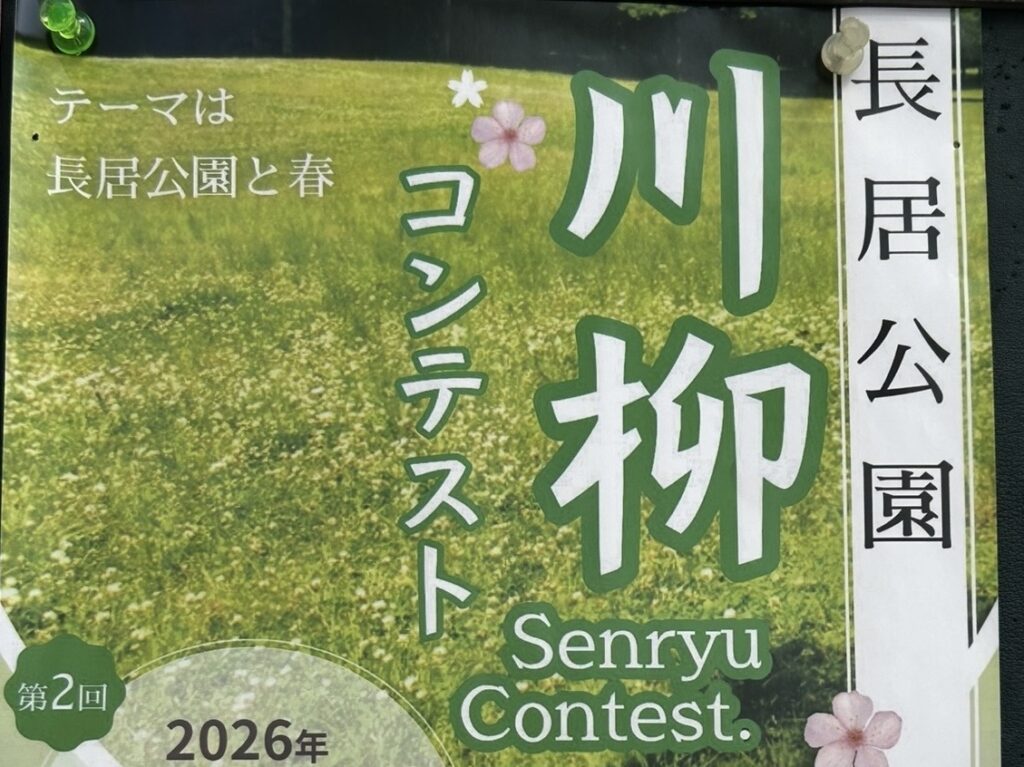 長居公園
川柳
コンテスト
Senryu
Contest.
テーマは
長居公園と春
第2回
2026年